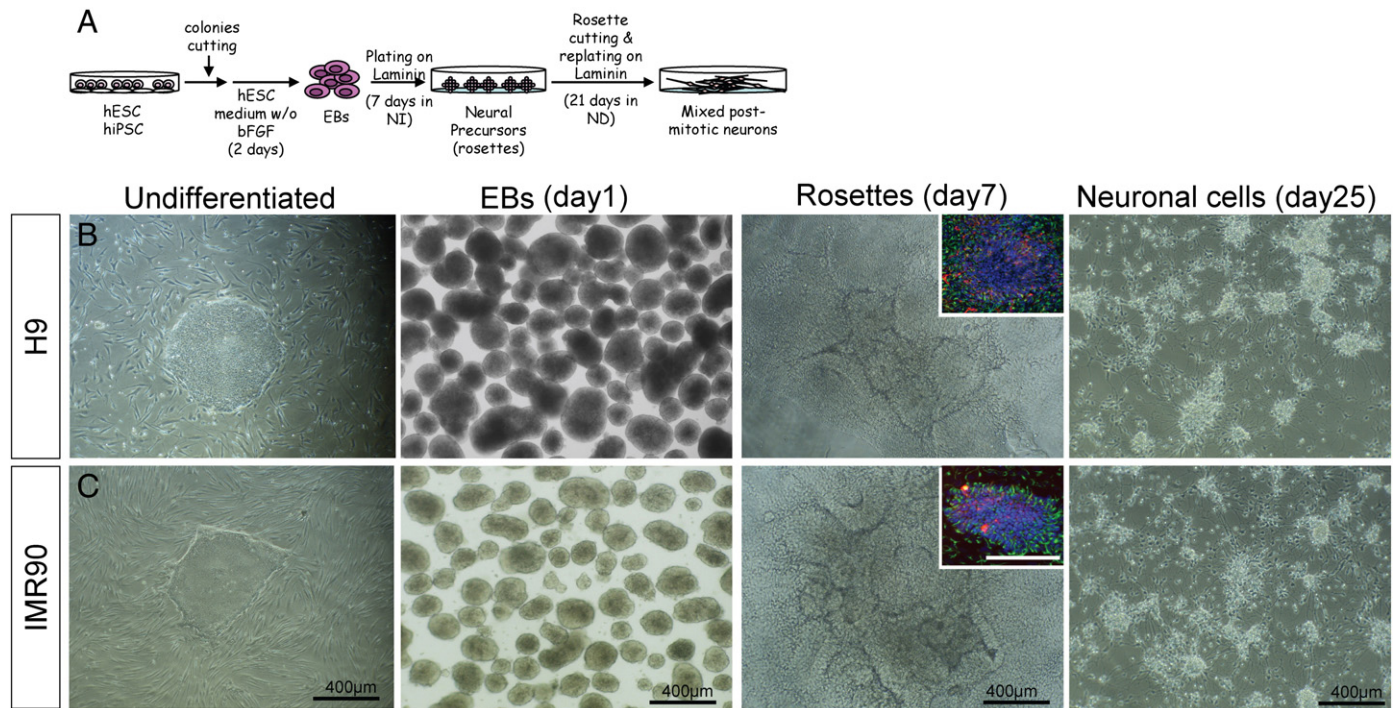 A
colonies
cutting
hESC
hiPSC
hESC
medium w/o
bFGF
(2 days)
EBs
Plating on
Laminin
(7 days in
NI)
Neural
Precursors
(rosettes)
Rosette
cutting &
replating on
Laminin
(21 days in
ND)
Mixed post-
mitotic neurons
Undifferentiated
EBs (day1)
Rosettes (day7)
Neuronal cells (day25)
H9
B
IMR90
C
400µm
400µm
400µm
400µm